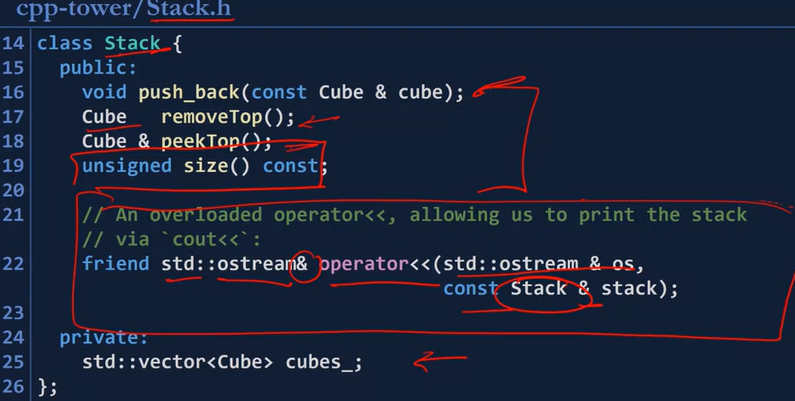 cpp-tower/Stack.h
14 class Stack {
15 public:
16 void push_back(const Cube & cube);
17 Cube removeTop();
18 Cube & peekTop();
19 unsigned size() const;
20
21 // An overloaded operator<<, allowing us to print the stack
// via `cout<<`:
22 friend std::ostream& operator<<(std::ostream & os,
const Stack & stack);
23
24 private:
25 std::vector<Cube> cubes_;
26 };